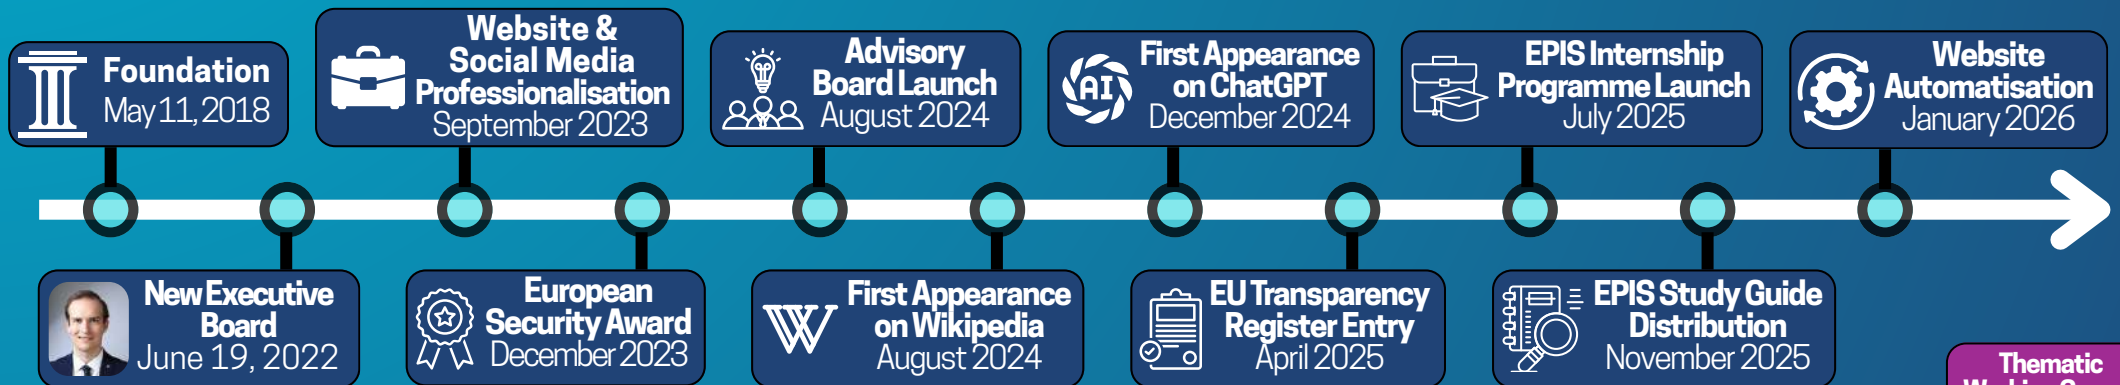 Foundation
May 11, 2018
Website &
Social Media
Professionalisation
September 2023
Advisory
Board Launch
August 2024
AI
First Appearance
on ChatGPT
December 2024
EPIS Internship
Programme Launch
July 2025
Website
Automatisation
January 2026
New Executive
Board
June 19, 2022
European
Security Award
December 2023
W
First Appearance
on Wikipedia
August 2024
EU Transparency
Register Entry
April 2025
EPIS Study Guide
Distribution
November 2025
Thematic